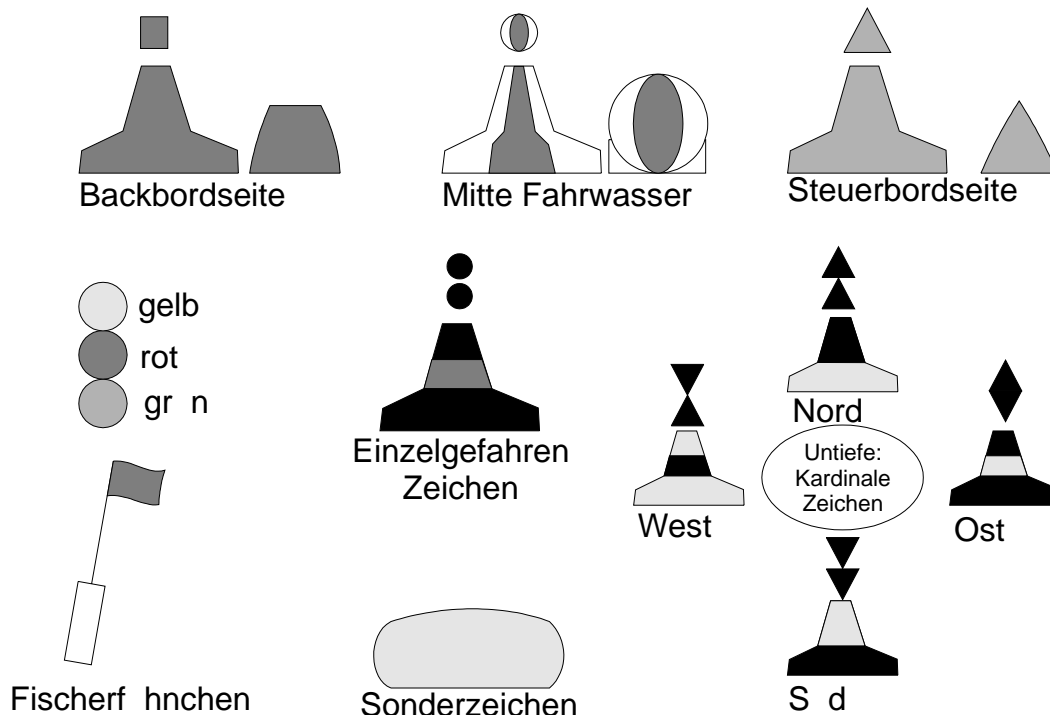 Backbordseite
Mitte Fahrwasser
Steuerbordseite
gelb
rot
gr n
Einzelgefahren
Zeichen
Nord
Untiefe:
Kardinale
Zeichen
West
Ost
Fischerf hnchen
Sonderzeichen
S d